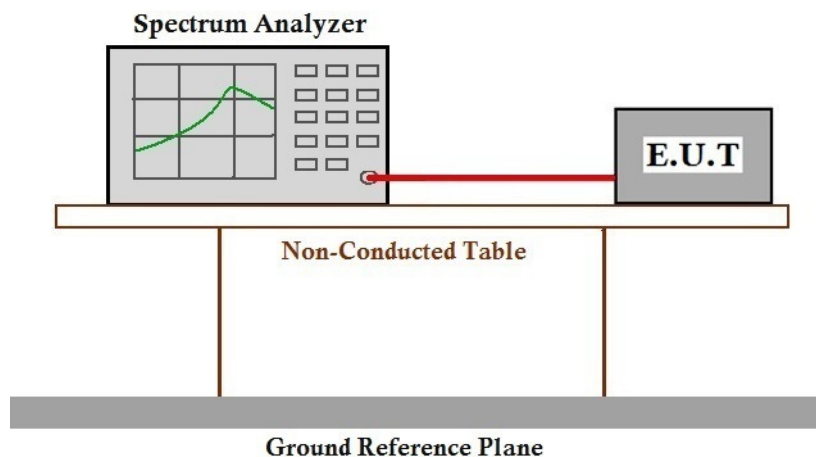 Spectrum Analyzer
E.U.T
Non-Conducted Table
Ground Reference Plane